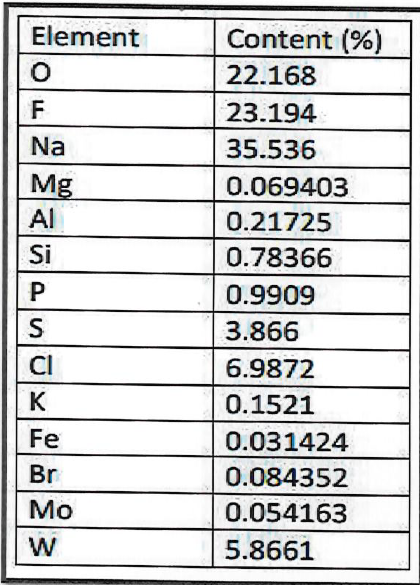 Element Content (%)
O 22.168
F 23.194
Na 35.536
Mg 0.069403
Al 0.21725
Si 0.78366
P 0.9909
S 3.866
Cl 6.9872
K 0.1521
Fe 0.031424
Br 0.084352
Mo 0.054163
W 5.8661